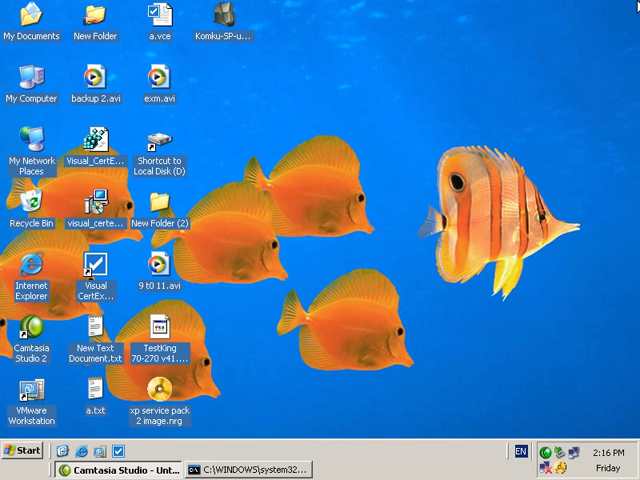 My Documents
New Folder
a.vce
Komku-SP-u...
My Computer
backup 2.avi
exm.avi
My Network
Places
Visual_CertE...
Shortcut to
Local Disk (D)
Recycle Bin
visual_certe...
New Folder (2)
Internet
Explorer
Visual
CertEx...
9 t0 11.avi
Camtasia
Studio 2
New Text
Document.txt
TestKing
70-270 v41....
VMware
Workstation
a.txt
xp service pack
2 image.nrg
Start
EN
2:16 PM
Friday
Camtasia Studio - Unt...
C:\WINDOWS\system32...